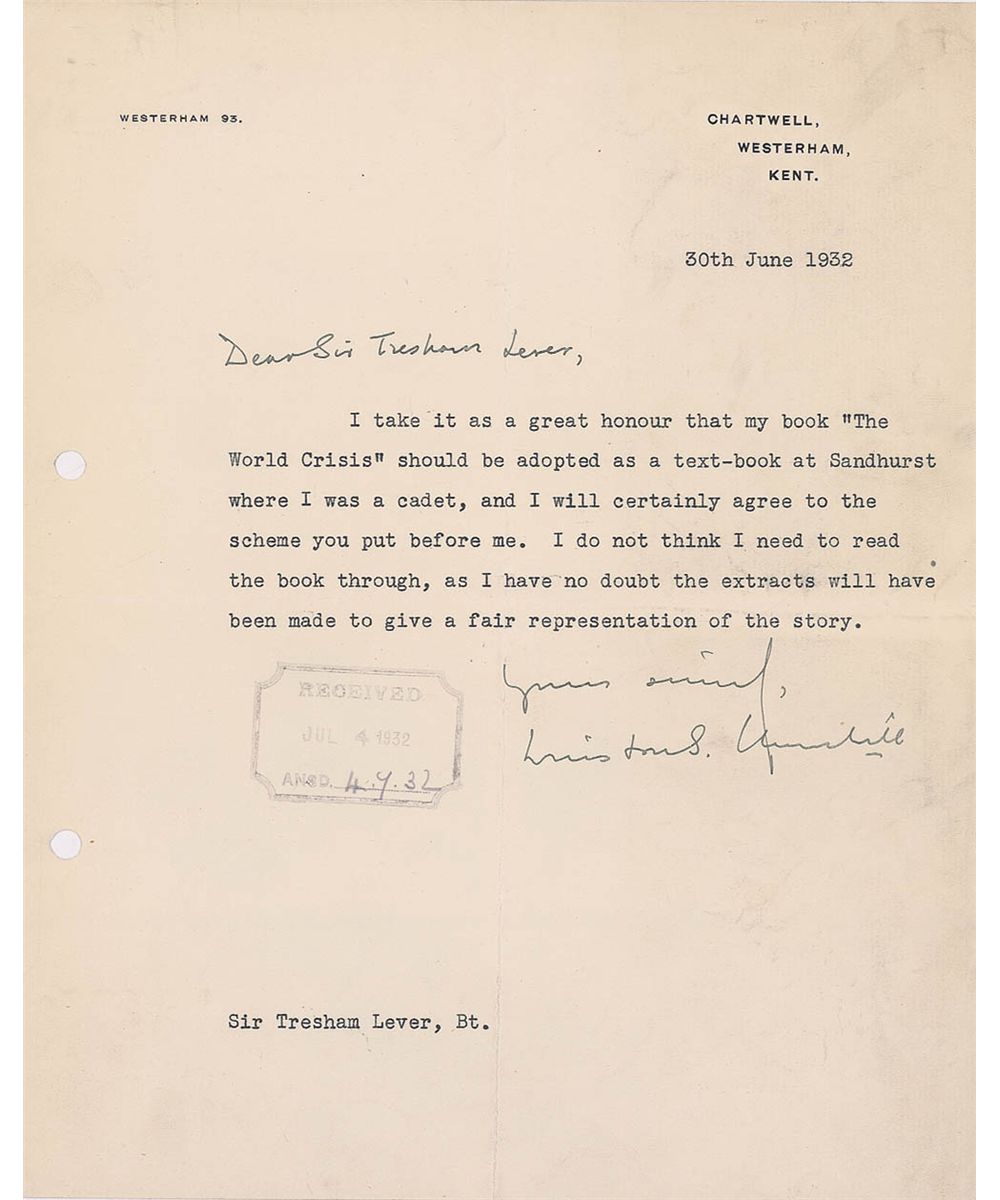 WESTERHAM 93.
CHARTWELL,
WESTERHAM,
KENT.
30th June 1932
Dear Sir Tresham Lever,
I take it as a great honour that my book "The
World Crisis" should be adopted as a text-book at Sandhurst
where I was a cadet, and I will certainly agree to the
scheme you put before me.  I do not think I need to read
the book through, as I have no doubt the extracts will have
been made to give a fair representation of the story.
Yours sincerely,
Winston S. Churchill
RECEIVED
JUL 4 1932
ANSD. 4.7.32
Sir Tresham Lever, Bt.